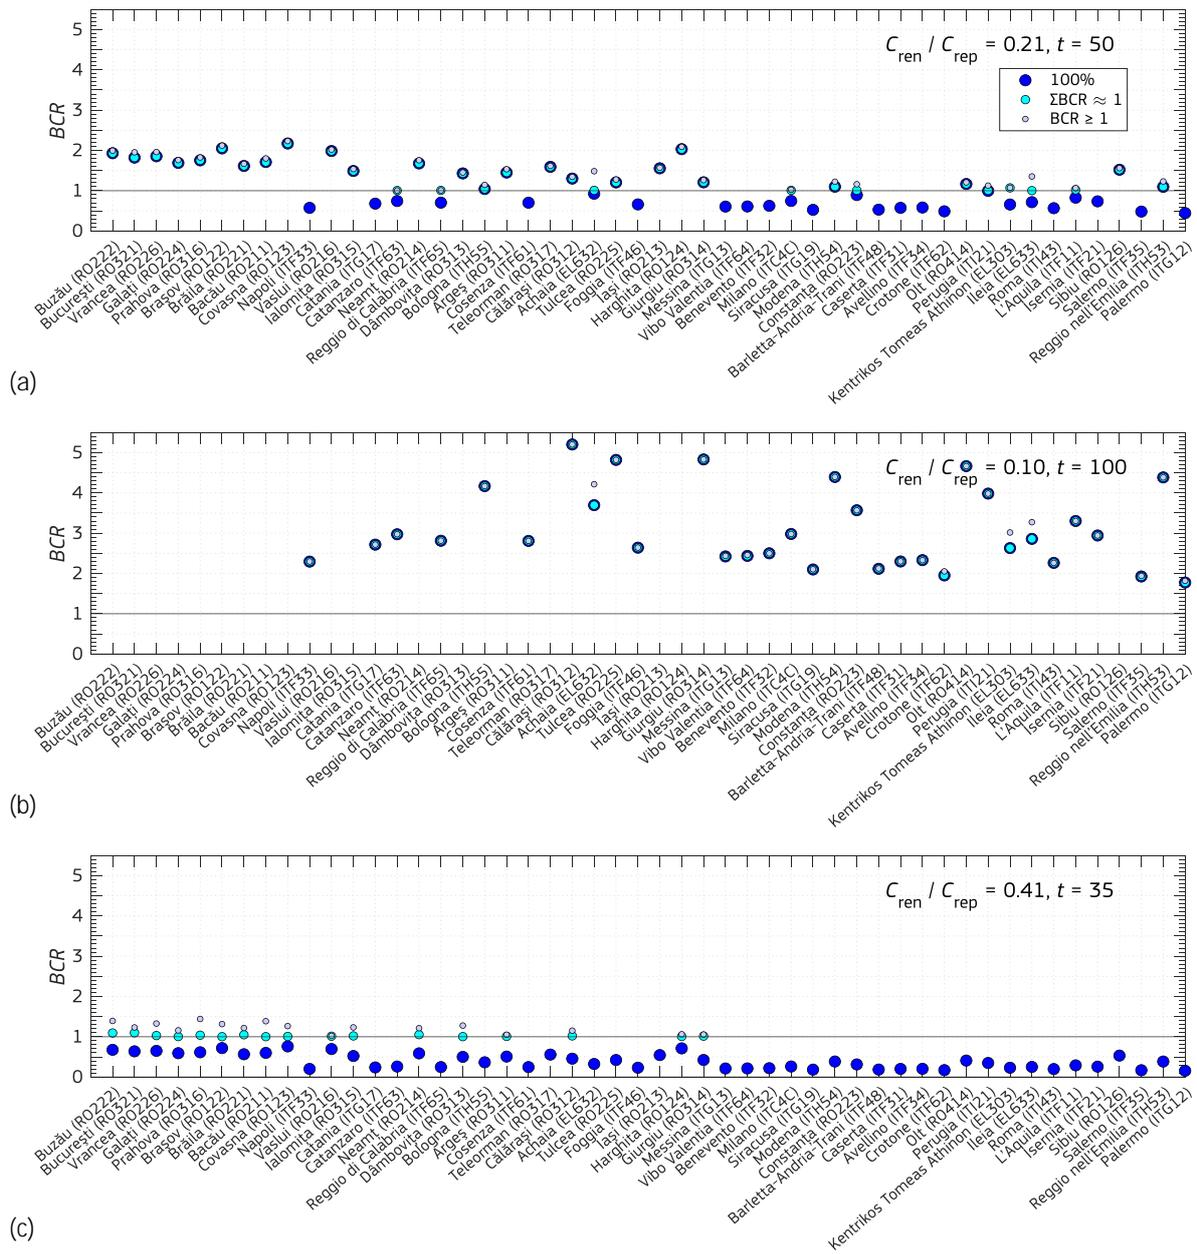 5
4
3
2
1
0
BCR
C_ren / C_rep = 0.21, t = 50
100%
ΣBCR ≈ 1
BCR ≥ 1
Buzău (RO222)
București (RO321)
Vrancea (RO226)
Galați (RO224)
Prahova (RO316)
Brașov (RO122)
Brăila (RO221)
Bacău (RO211)
Covasna (RO123)
Napoli (ITF33)
Vaslui (RO216)
Ialomita (RO315)
Catania (ITG17)
Catanzaro (ITF63)
Neamt (RO214)
Reggio di Calabria (ITF65)
Dâmbovita (RO313)
Bologna (ITH55)
Argeș (RO311)
Cosenza (ITF61)
Teleorman (RO317)
Călărași (RO312)
Achaia (EL632)
Tulcea (RO225)
Foggia (ITF46)
Iași (RO213)
Harghita (RO124)
Giurgiu (RO314)
Messina (ITG13)
Vibo Valentia (ITF64)
Benevento (ITF32)
Milano (ITC4C)
Siracusa (ITG19)
Modena (ITH54)
Constanta (RO223)
Barletta-Andria-Trani (ITF48)
Caserta (ITF31)
Avellino (ITF34)
Crotone (ITF62)
Olt (RO414)
Perugia (ITI21)
Kentrikos Tomeas Athinon (EL303)
Ileia (EL633)
Roma (ITI43)
L'Aquila (ITF11)
Isernia (ITF21)
Sibiu (RO126)
Salerno (ITF35)
Reggio nell'Emilia (ITH53)
Palermo (ITG12)
(a)
5
4
3
2
1
0
BCR
C_ren / C_rep = 0.10, t = 100
Buzău (RO222)
București (RO321)
Vrancea (RO226)
Galați (RO224)
Prahova (RO316)
Brașov (RO122)
Brăila (RO221)
Bacău (RO211)
Covasna (RO123)
Napoli (ITF33)
Vaslui (RO216)
Ialomita (RO315)
Catania (ITG17)
Catanzaro (ITF63)
Neamt (RO214)
Reggio di Calabria (ITF65)
Dâmbovita (RO313)
Bologna (ITH55)
Argeș (RO311)
Cosenza (ITF61)
Teleorman (RO317)
Călărași (RO312)
Achaia (EL632)
Tulcea (RO225)
Foggia (ITF46)
Iași (RO213)
Harghita (RO124)
Giurgiu (RO314)
Messina (ITG13)
Vibo Valentia (ITF64)
Benevento (ITF32)
Milano (ITC4C)
Siracusa (ITG19)
Modena (ITH54)
Constanta (RO223)
Barletta-Andria-Trani (ITF48)
Caserta (ITF31)
Avellino (ITF34)
Crotone (ITF62)
Olt (RO414)
Perugia (ITI21)
Kentrikos Tomeas Athinon (EL303)
Ileia (EL633)
Roma (ITI43)
L'Aquila (ITF11)
Isernia (ITF21)
Sibiu (RO126)
Salerno (ITF35)
Reggio nell'Emilia (ITH53)
Palermo (ITG12)
(b)
5
4
3
2
1
0
BCR
C_ren / C_rep = 0.41, t = 35
Buzău (RO222)
București (RO321)
Vrancea (RO226)
Galați (RO224)
Prahova (RO316)
Brașov (RO122)
Brăila (RO221)
Bacău (RO211)
Covasna (RO123)
Napoli (ITF33)
Vaslui (RO216)
Ialomita (RO315)
Catania (ITG17)
Catanzaro (ITF63)
Neamt (RO214)
Reggio di Calabria (ITF65)
Dâmbovita (RO313)
Bologna (ITH55)
Argeș (RO311)
Cosenza (ITF61)
Teleorman (RO317)
Călărași (RO312)
Achaia (EL632)
Tulcea (RO225)
Foggia (ITF46)
Iași (RO213)
Harghita (RO124)
Giurgiu (RO314)
Messina (ITG13)
Vibo Valentia (ITF64)
Benevento (ITF32)
Milano (ITC4C)
Siracusa (ITG19)
Modena (ITH54)
Constanta (RO223)
Barletta-Andria-Trani (ITF48)
Caserta (ITF31)
Avellino (ITF34)
Crotone (ITF62)
Olt (RO414)
Perugia (ITI21)
Kentrikos Tomeas Athinon (EL303)
Ileia (EL633)
Roma (ITI43)
L'Aquila (ITF11)
Isernia (ITF21)
Sibiu (RO126)
Salerno (ITF35)
Reggio nell'Emilia (ITH53)
Palermo (ITG12)
(c)